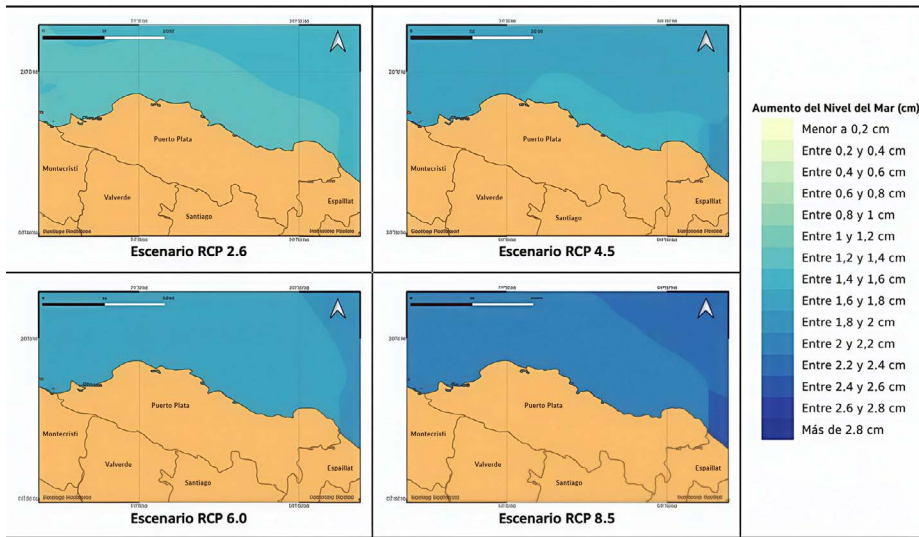 Puerto Plata
Montecristi
Valverde
Santiago
Espaillat
Escenario RCP 2.6
Puerto Plata
Montecristi
Valverde
Santiago
Espaillat
Escenario RCP 4.5
Puerto Plata
Montecristi
Valverde
Santiago
Espaillat
Escenario RCP 6.0
Puerto Plata
Montecristi
Valverde
Santiago
Espaillat
Escenario RCP 8.5
Aumento del Nivel del Mar (cm)
Menor a 0,2 cm
Entre 0,2 y 0,4 cm
Entre 0,4 y 0,6 cm
Entre 0,6 y 0,8 cm
Entre 0,8 y 1 cm
Entre 1 y 1,2 cm
Entre 1,2 y 1,4 cm
Entre 1,4 y 1,6 cm
Entre 1,6 y 1,8 cm
Entre 1,8 y 2 cm
Entre 2 y 2,2 cm
Entre 2.2 y 2.4 cm
Entre 2.4 y 2.6 cm
Entre 2.6 y 2.8 cm
Más de 2.8 cm